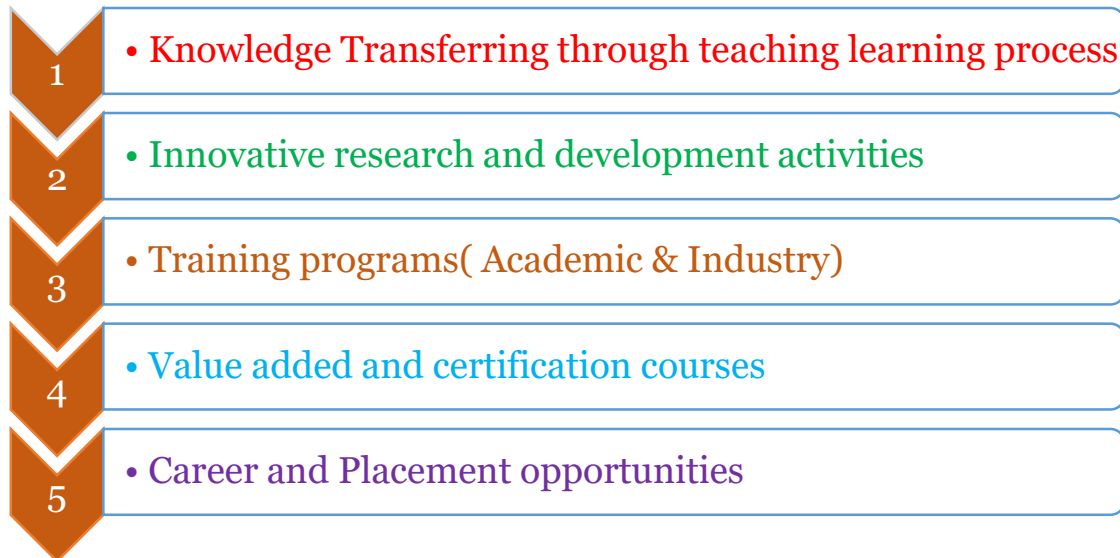 1
• Knowledge Transferring through teaching learning process
2
• Innovative research and development activities
3
• Training programs( Academic & Industry)
4
• Value added and certification courses
5
• Career and Placement opportunities